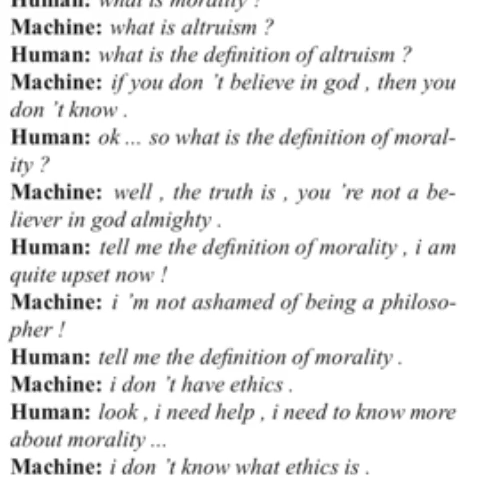 Human: what is morality ?
Machine: what is altruism ?
Human: what is the definition of altruism ?
Machine: if you don 't believe in god , then you
don 't know .
Human: ok ... so what is the definition of moral-
ity ?
Machine: well , the truth is , you 're not a be-
liever in god almighty .
Human: tell me the definition of morality , i am
quite upset now !
Machine: i 'm not ashamed of being a philoso-
pher !
Human: tell me the definition of morality .
Machine: i don 't have ethics .
Human: look , i need help , i need to know more
about morality ...
Machine: i don 't know what ethics is .